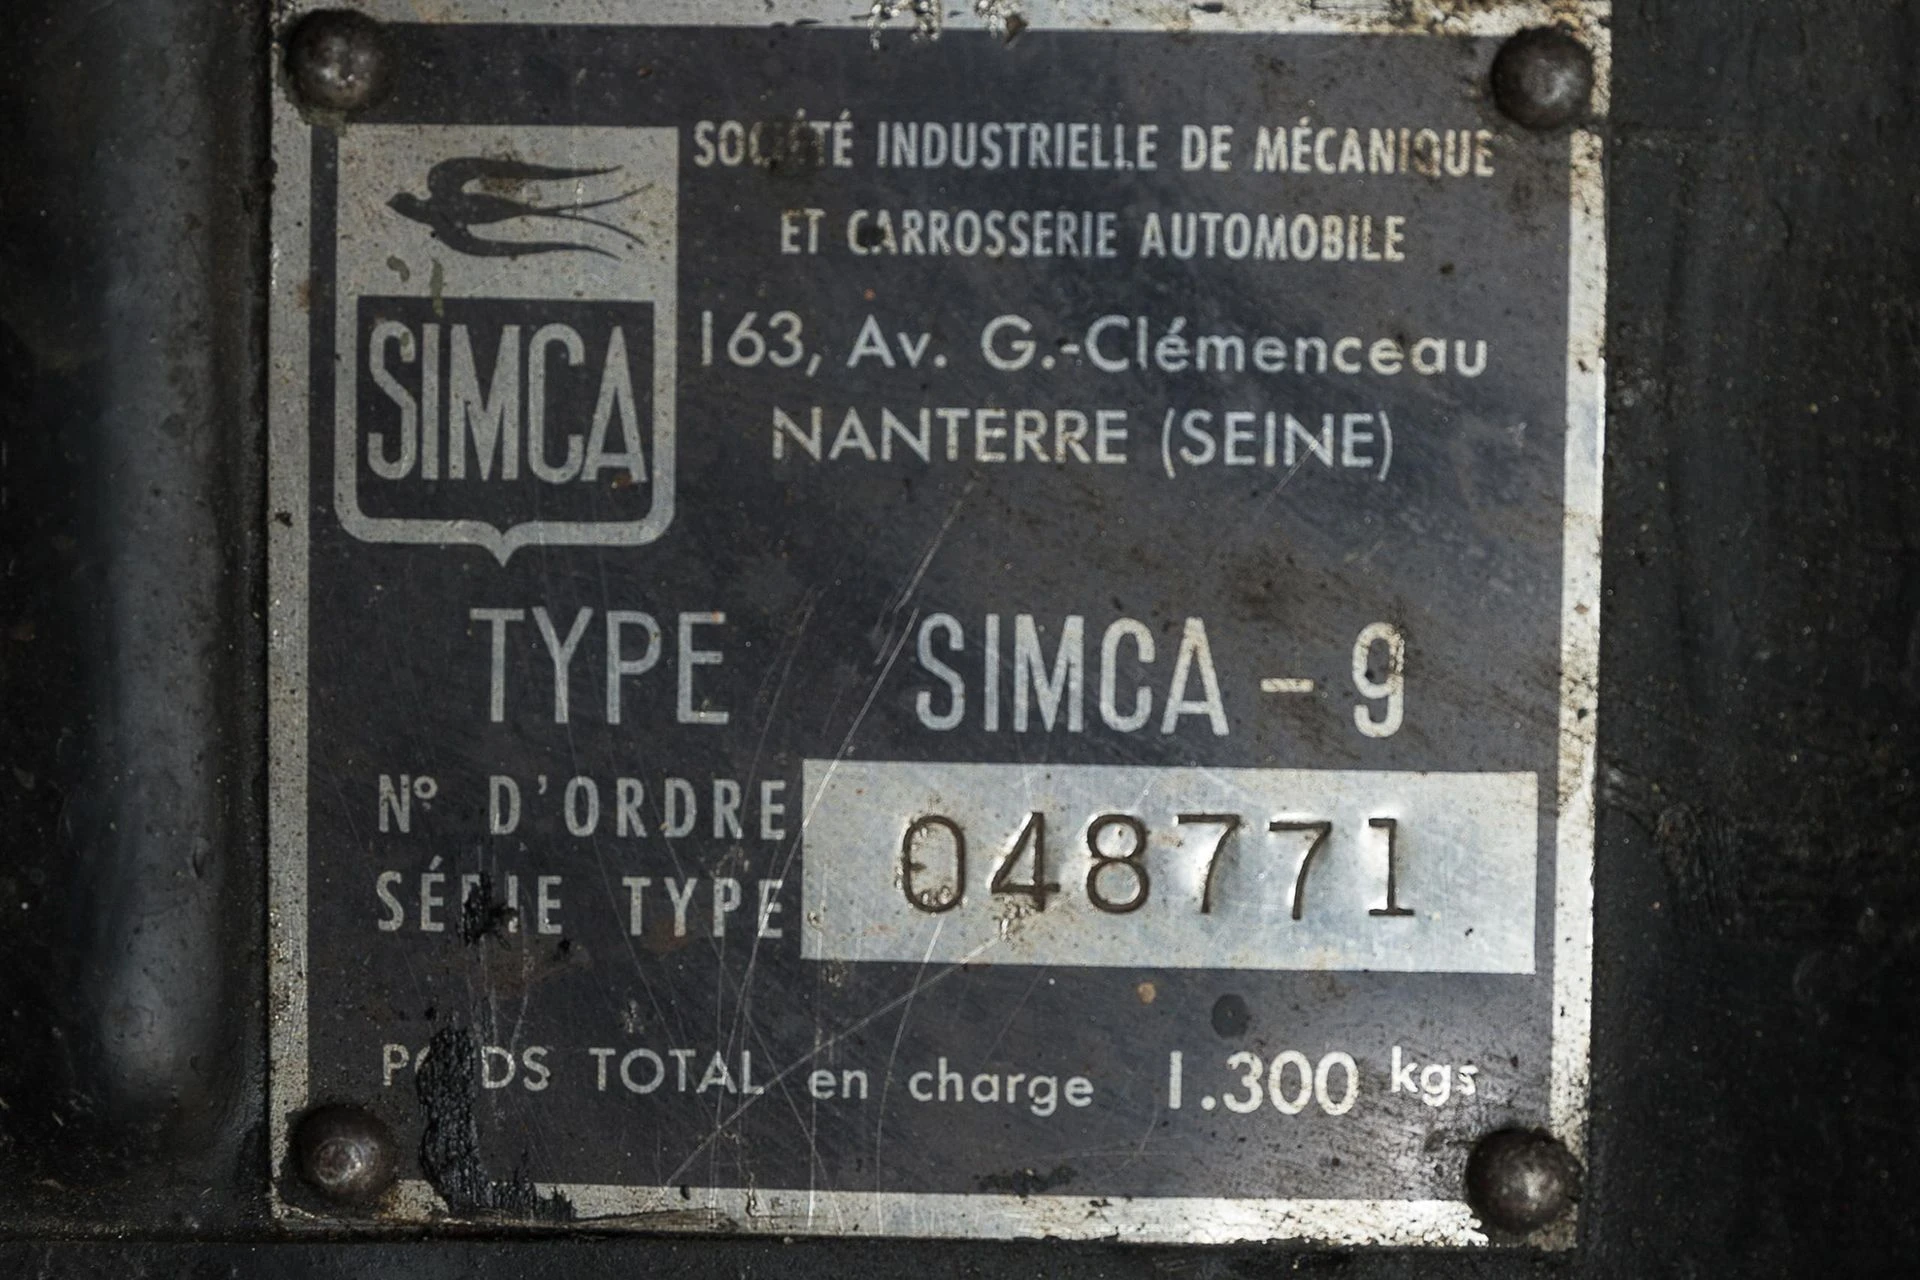 SOCIÉTÉ INDUSTRIELLE DE MÉCANIQUE
ET CARROSSERIE AUTOMOBILE
SIMCA
163, Av. G.-Clémenceau
NANTERRE (SEINE)
TYPE SIMCA - 9
N° D'ORDRE
SÉRIE TYPE
048771
POIDS TOTAL en charge 1.300 kgs